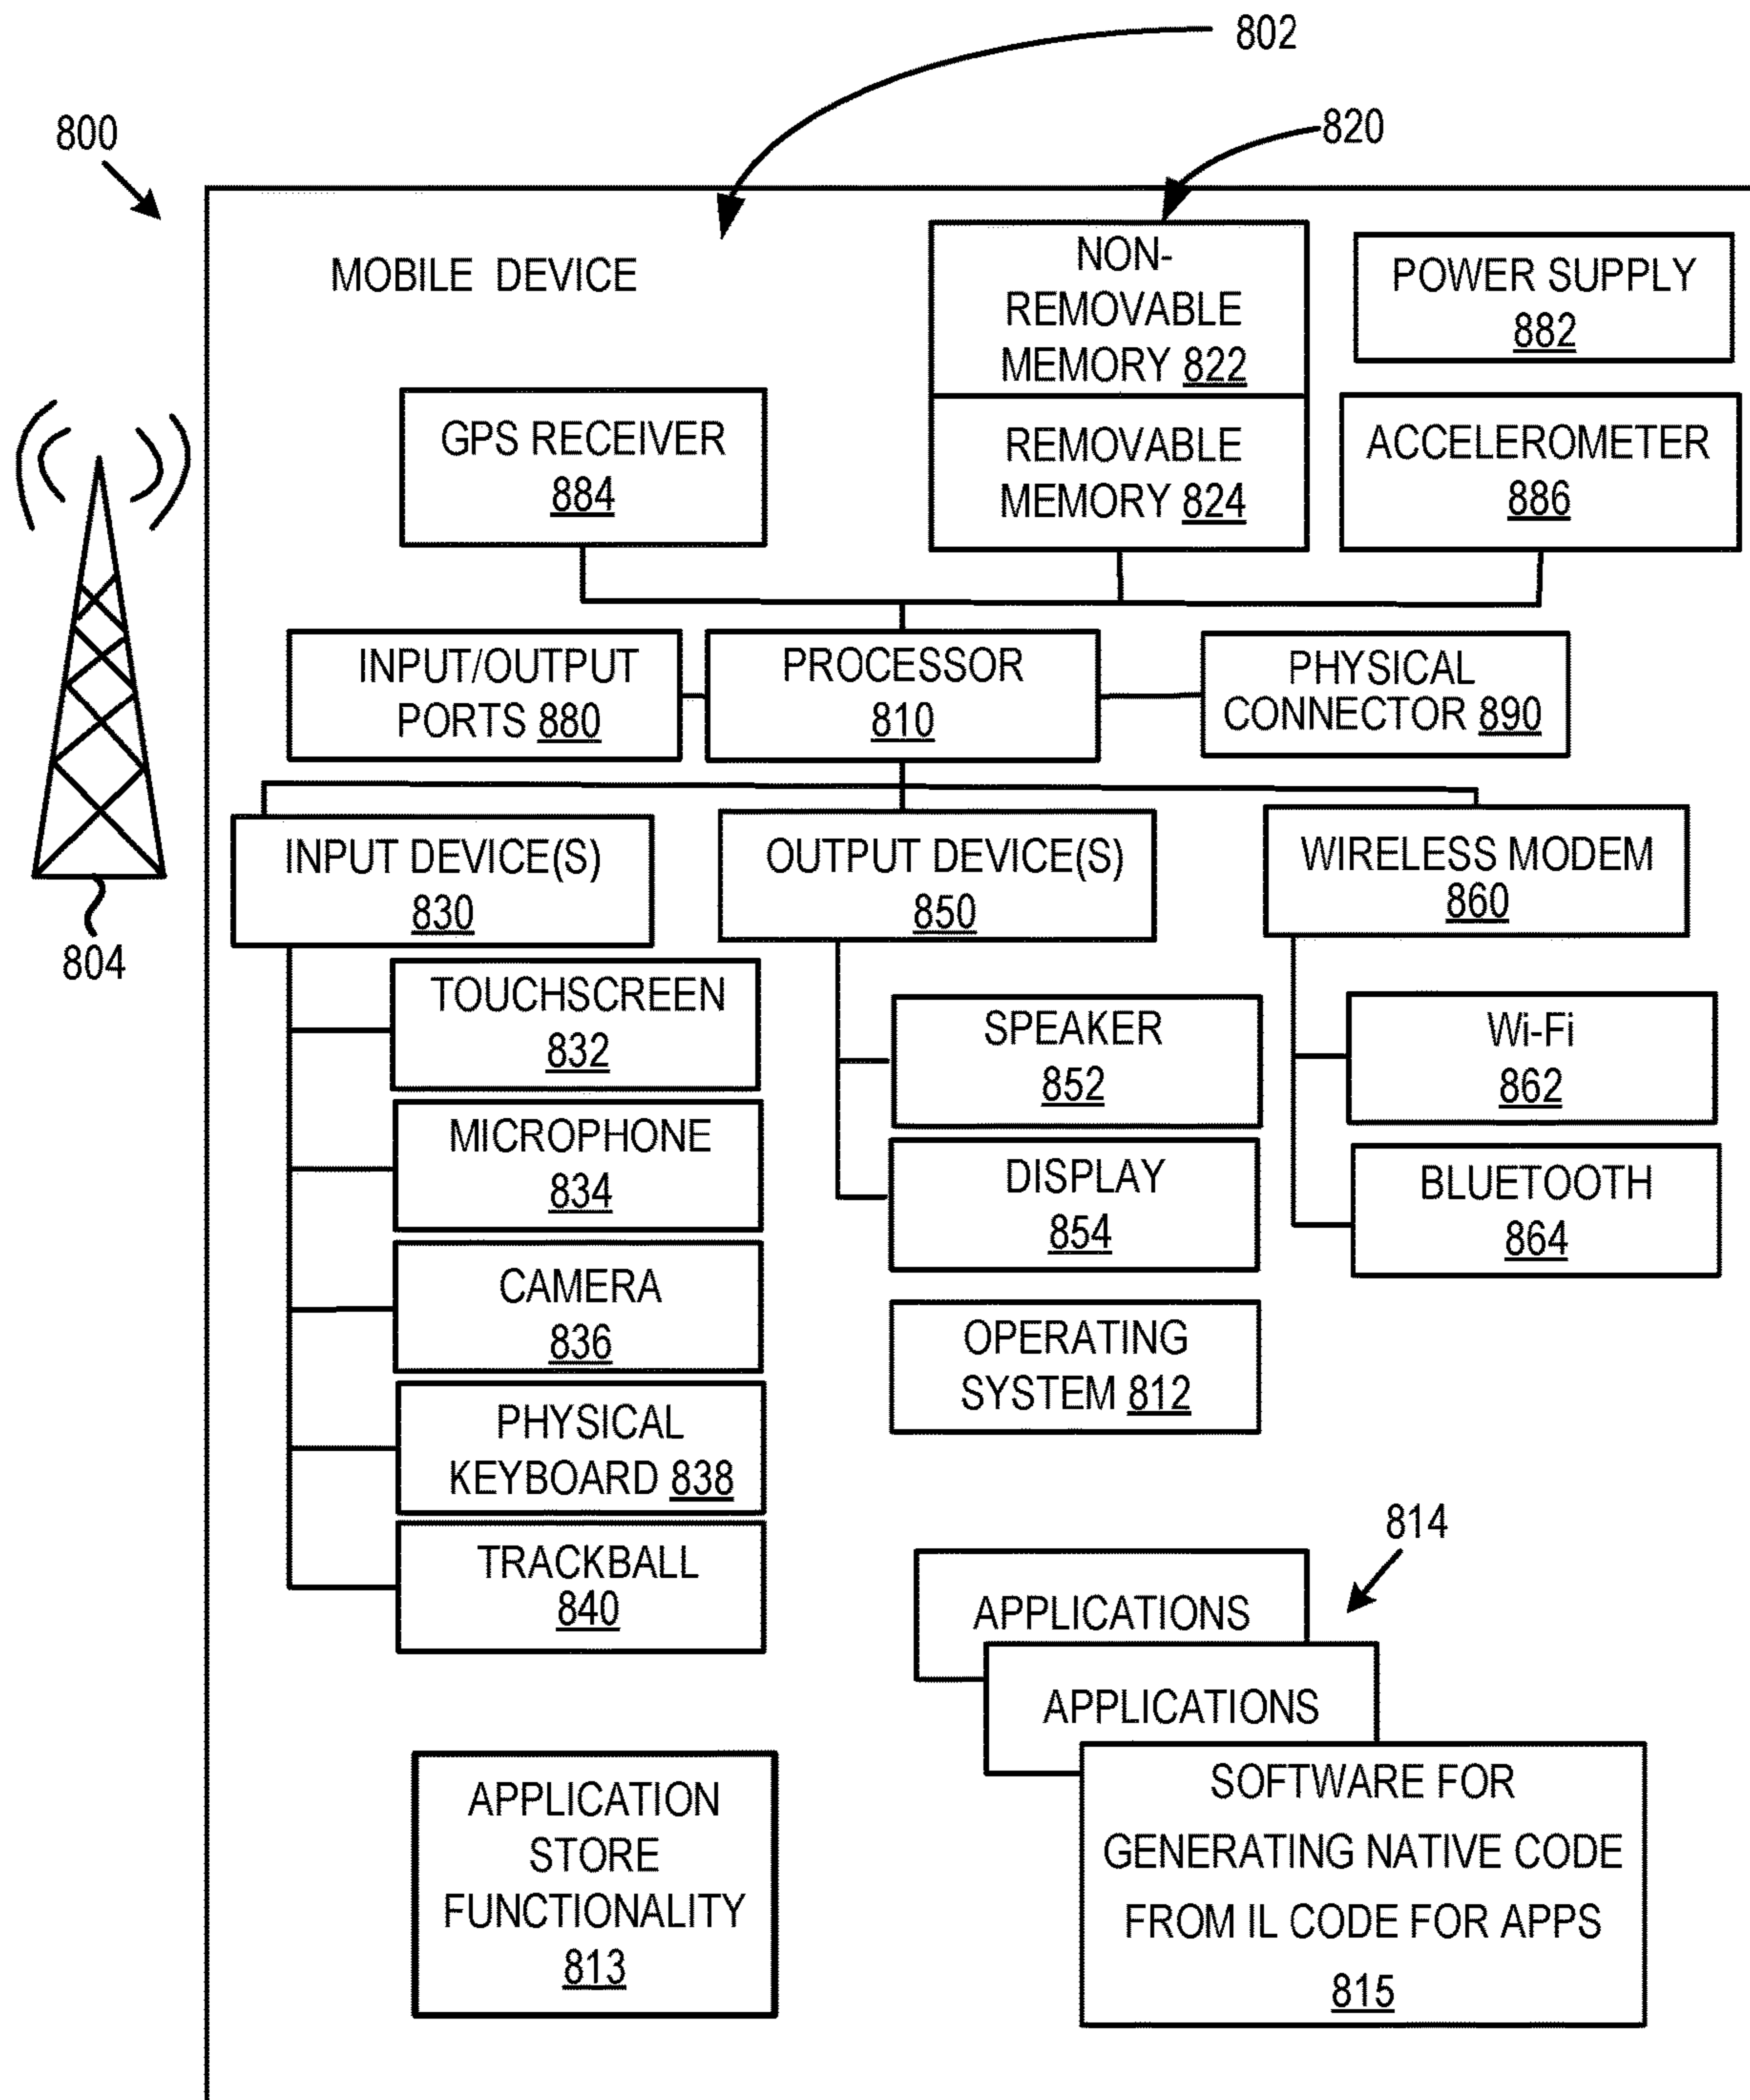 802
820
800
MOBILE DEVICE
NON-
REMOVABLE
MEMORY 822
POWER SUPPLY
882
GPS RECEIVER
884
REMOVABLE
MEMORY 824
ACCELEROMETER
886
INPUT/OUTPUT
PORTS 880
PROCESSOR
810
PHYSICAL
CONNECTOR 890
INPUT DEVICE(S)
830
OUTPUT DEVICE(S)
850
WIRELESS MODEM
860
804
TOUCHSCREEN
832
MICROPHONE
834
CAMERA
836
PHYSICAL
KEYBOARD 838
TRACKBALL
840
SPEAKER
852
DISPLAY
854
Wi-Fi
862
BLUETOOTH
864
OPERATING
SYSTEM 812
814
APPLICATIONS
APPLICATIONS
APPLICATION
STORE
FUNCTIONALITY
813
SOFTWARE FOR
GENERATING NATIVE CODE
FROM IL CODE FOR APPS
815